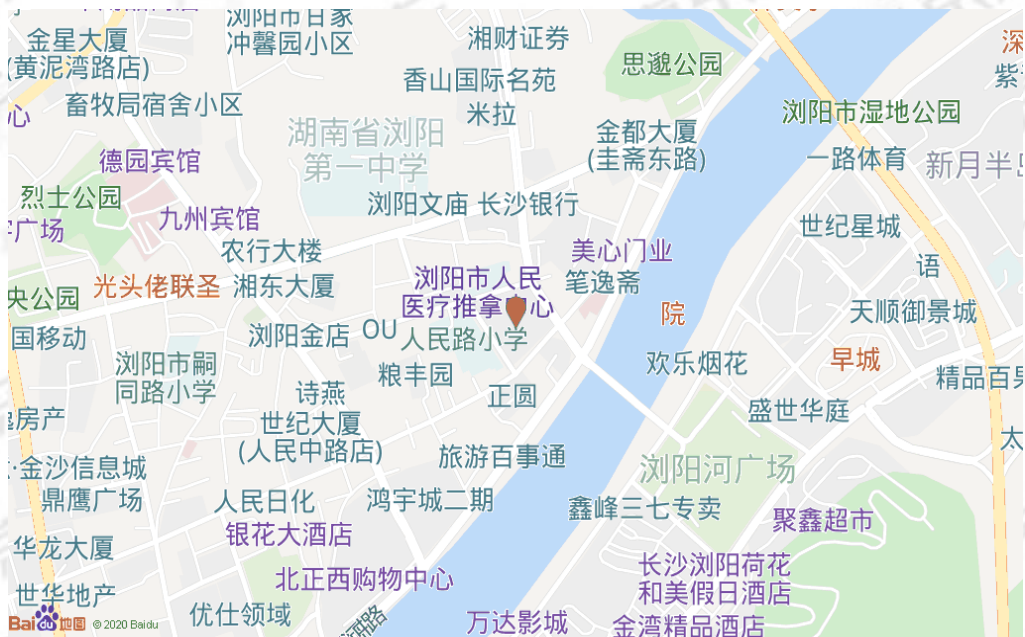 浏阳市百家
冲馨园小区
金星大厦
(黄泥湾路店)
湘财证券
思邈公园
深
紫
香山国际名苑
畜牧局宿舍小区
心
米拉
浏阳市湿地公园
湖南省浏阳
第一中学
金都大厦
(圭斋东路)
德园宾馆
一路体育
新月半岛
烈士公园
九州宾馆
广场
浏阳文庙
长沙银行
世纪星城
农行大楼
美心门业
语
光头佬联圣
湘东大厦
浏阳市人民
医疗推拿中心
笔逸斋
央公园
院
天顺御景城
国移动
浏阳金店
OU
人民路小学
浏阳市嗣
同路小学
粮丰园
欢乐烟花
早城
精品百果
诗燕
正圆
盛世华庭
逸房产
世纪大厦
(人民中路店)
太
旅游百事通
浏阳河广场
·金沙信息城
鼎鹰广场
人民日化
鸿宇城二期
鑫峰三七专卖
聚鑫超市
银花大酒店
华龙大厦
长沙浏阳荷花
和美假日酒店
北正西购物中心
世华地产
优仕领域
万达影城
金湾精品酒店
Bai du 地图 © 2020 Baidu